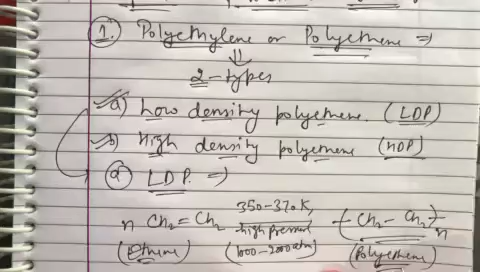 1. Polyethylene or Polyethene ⇒
⇓
2-types
a) Low density polyethene. (LDP)
b) High density polyethene (HDP)
a) LDP. ⇒
n CH2 = CH2 350-370K, high pressure (1000-2000 atm) -(CH2 - CH2)-n
(Ethene) (Polyethene)